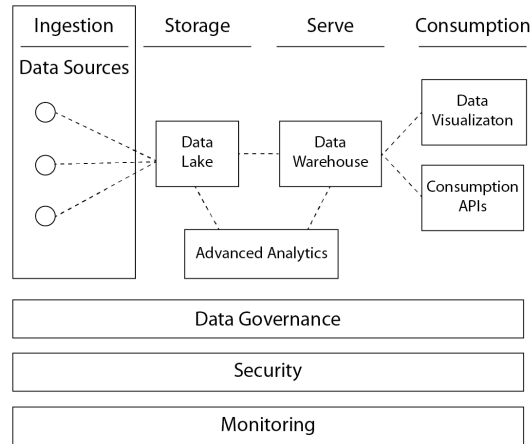 Ingestion
Storage
Serve
Consumption
Data Sources
Data
Lake
Data
Warehouse
Data
Visualizaton
Consumption
APIs
Advanced Analytics
Data Governance
Security
Monitoring